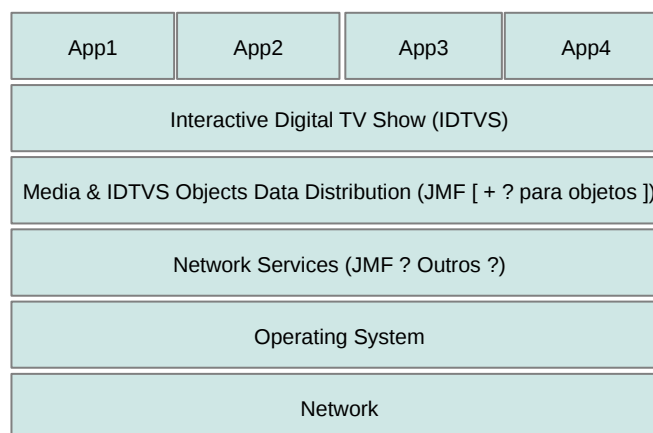 App1
App2
App3
App4
Interactive Digital TV Show (IDTVS)
Media & IDTVS Objects Data Distribution (JMF [ + ? para objetos ])
Network Services (JMF ? Outros ?)
Operating System
Network